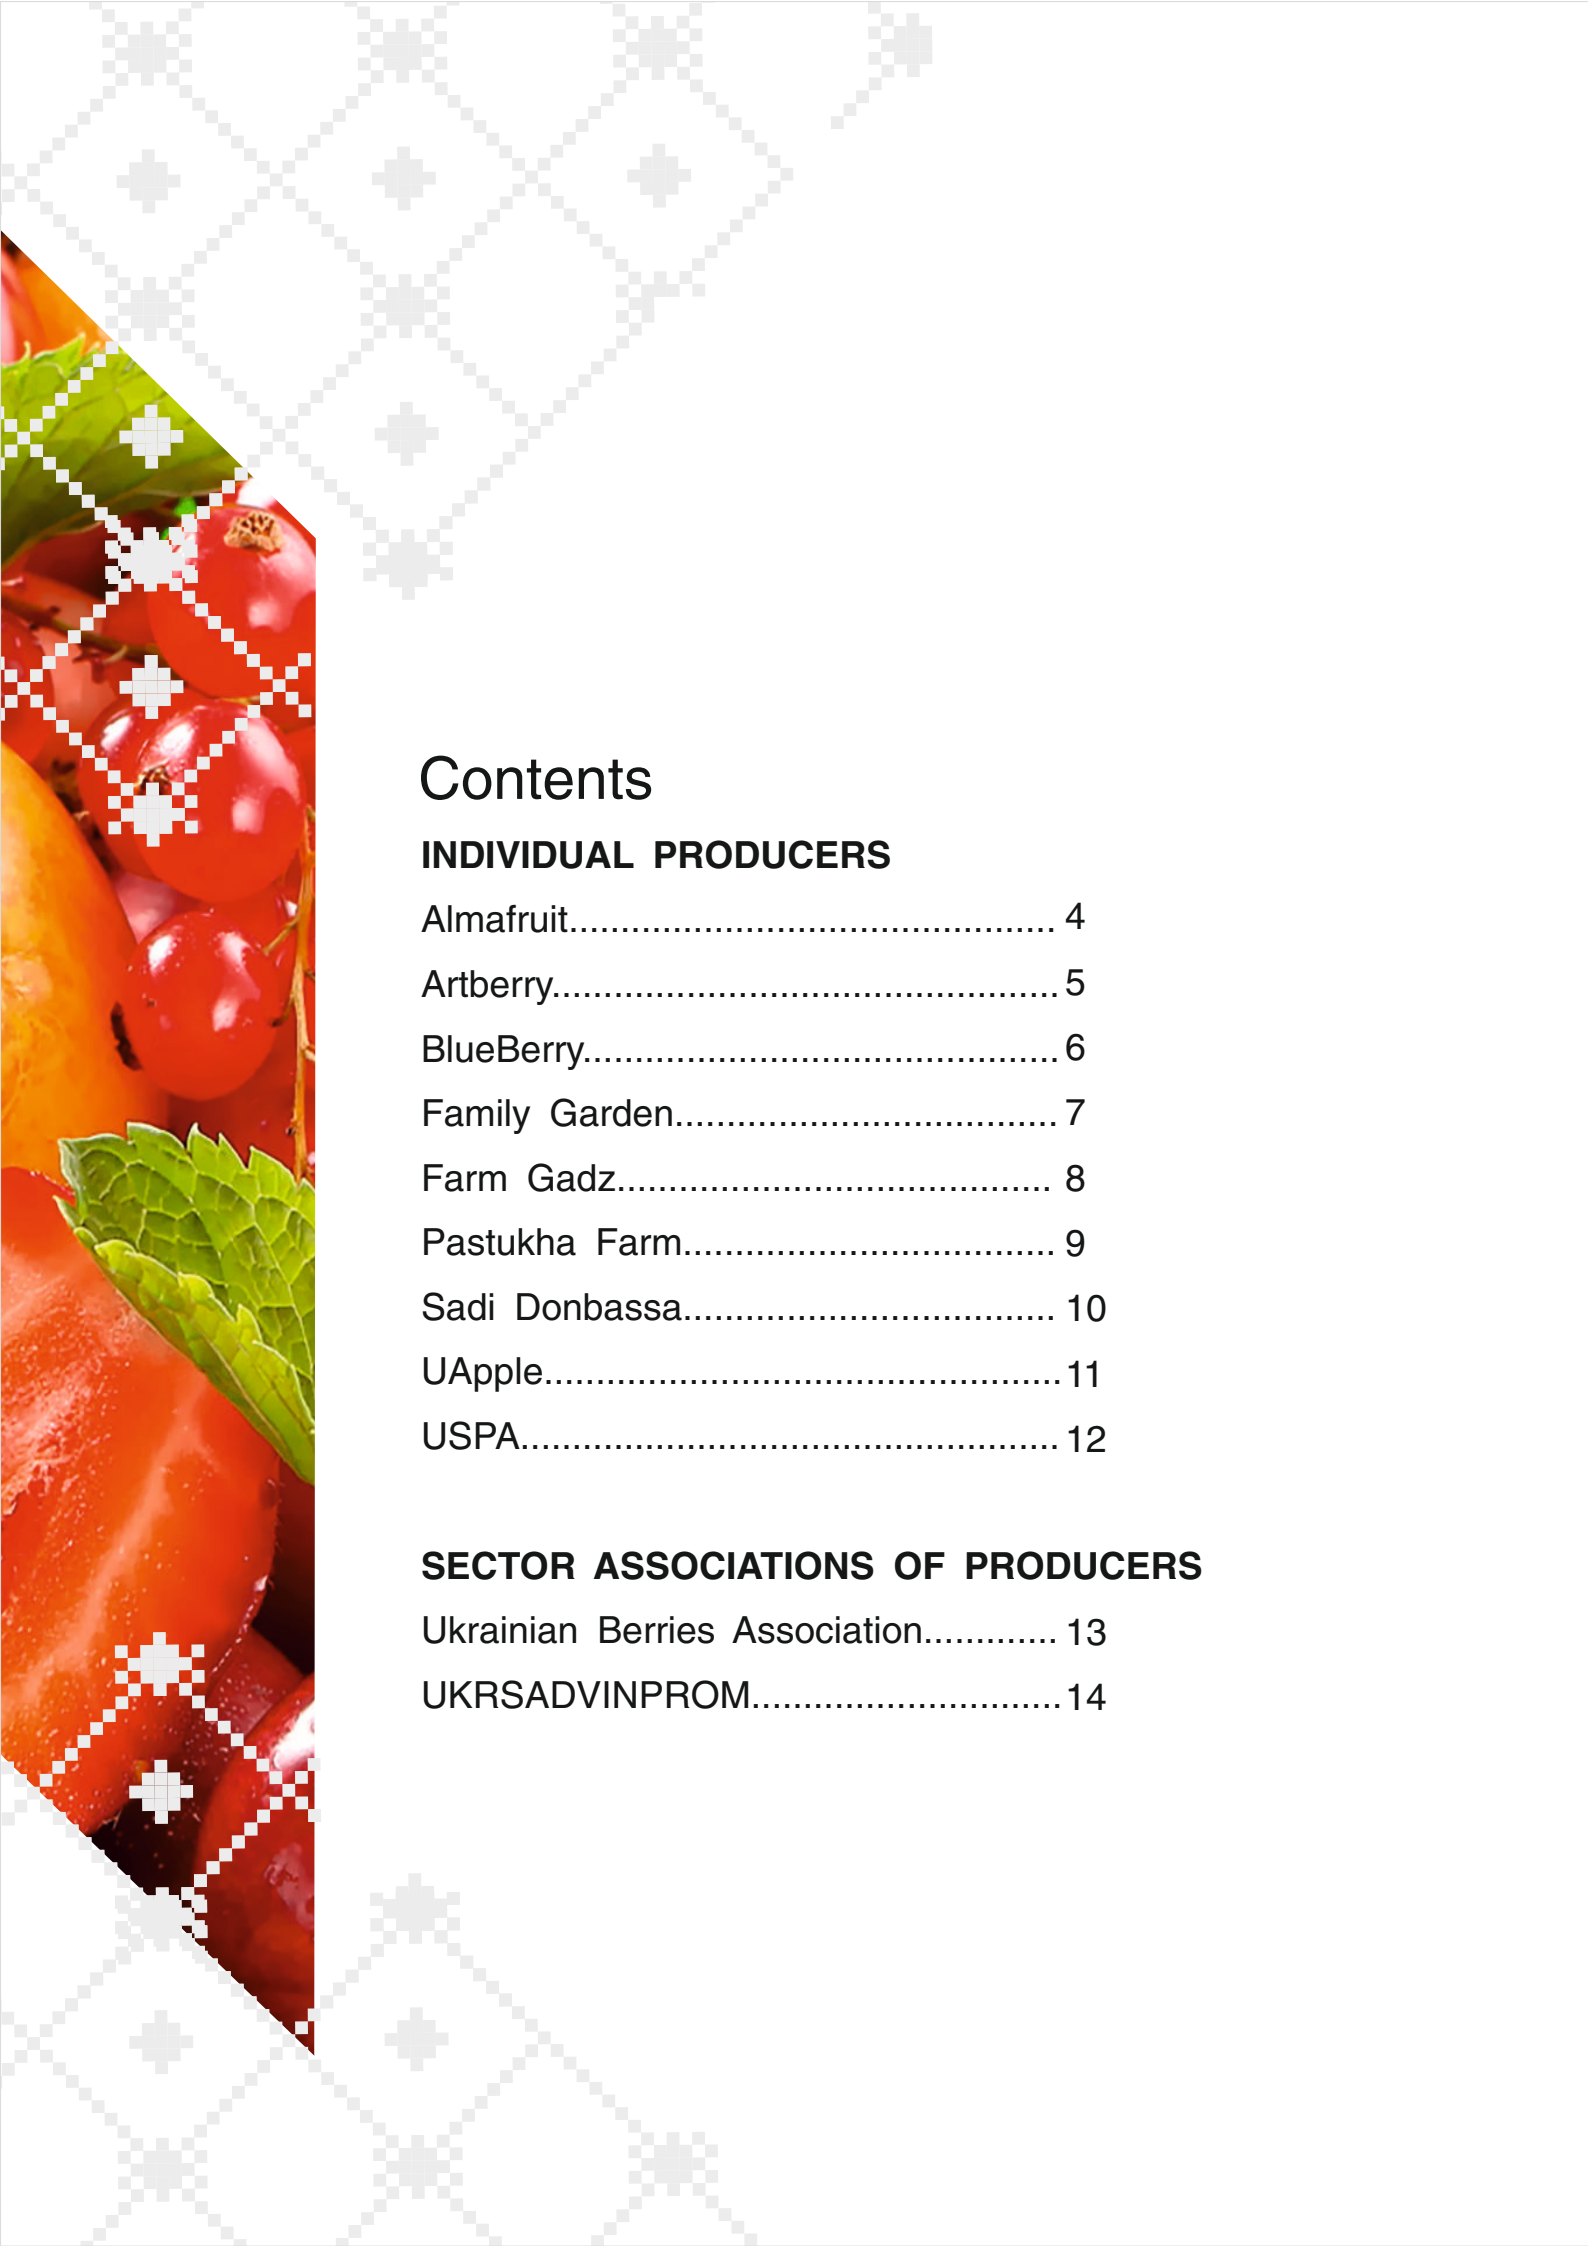 Contents
INDIVIDUAL PRODUCERS
Almafruit............................................... 4
Artberry................................................. 5
BlueBerry.............................................. 6
Family Garden..................................... 7
Farm Gadz.......................................... 8
Pastukha Farm.................................... 9
Sadi Donbassa.................................... 10
UApple.................................................. 11
USPA.................................................... 12
SECTOR ASSOCIATIONS OF PRODUCERS
Ukrainian Berries Association............. 13
UKRSADVINPROM.............................. 14